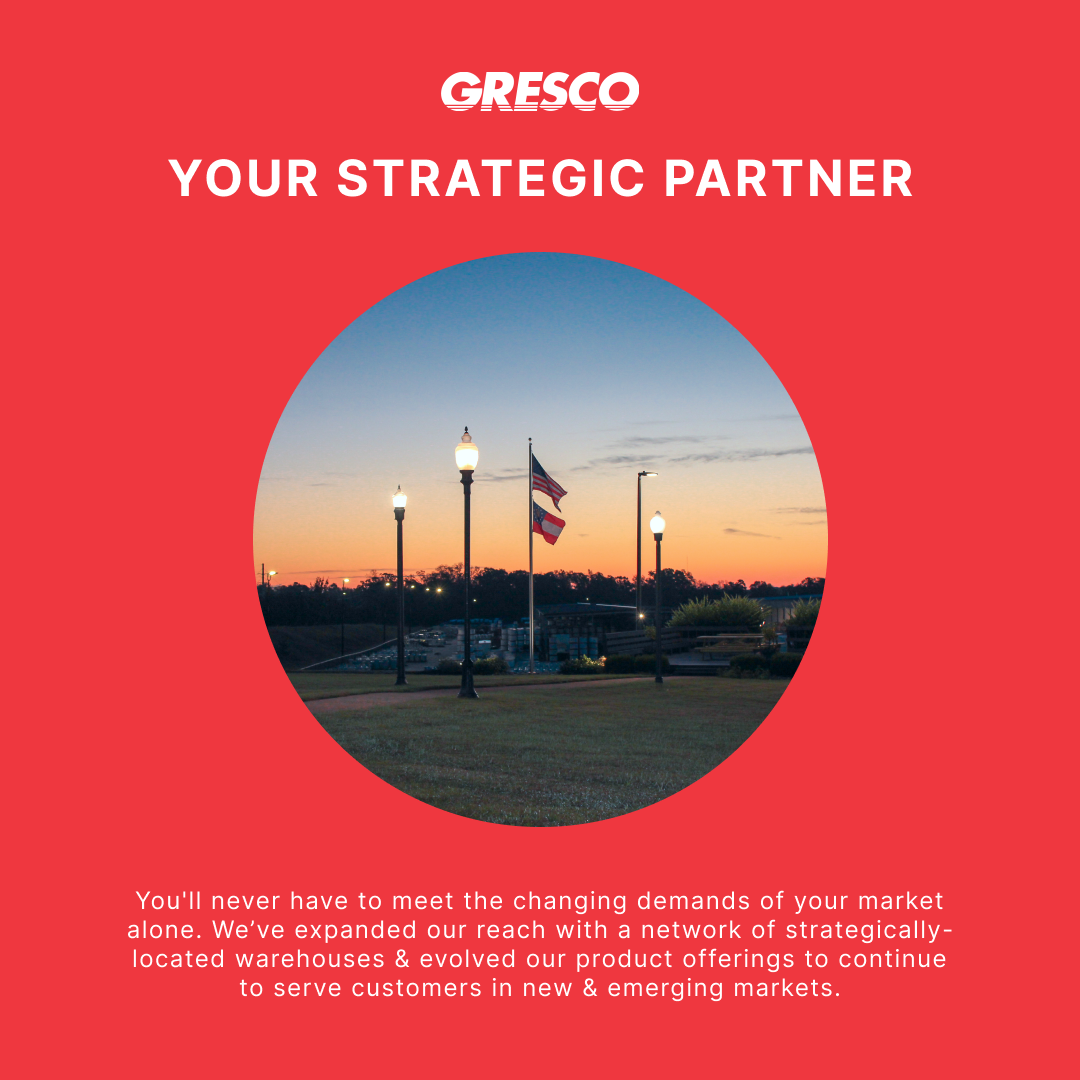 GRESCO
YOUR STRATEGIC PARTNER
You'll never have to meet the changing demands of your market
alone. We’ve expanded our reach with a network of strategically-
located warehouses & evolved our product offerings to continue
to serve customers in new & emerging markets.